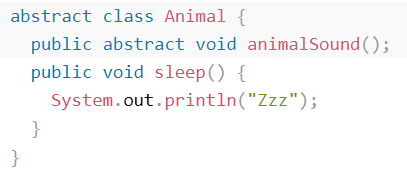 abstract class Animal {
  public abstract void animalSound();
  public void sleep() {
    System.out.println("Zzz");
  }
}